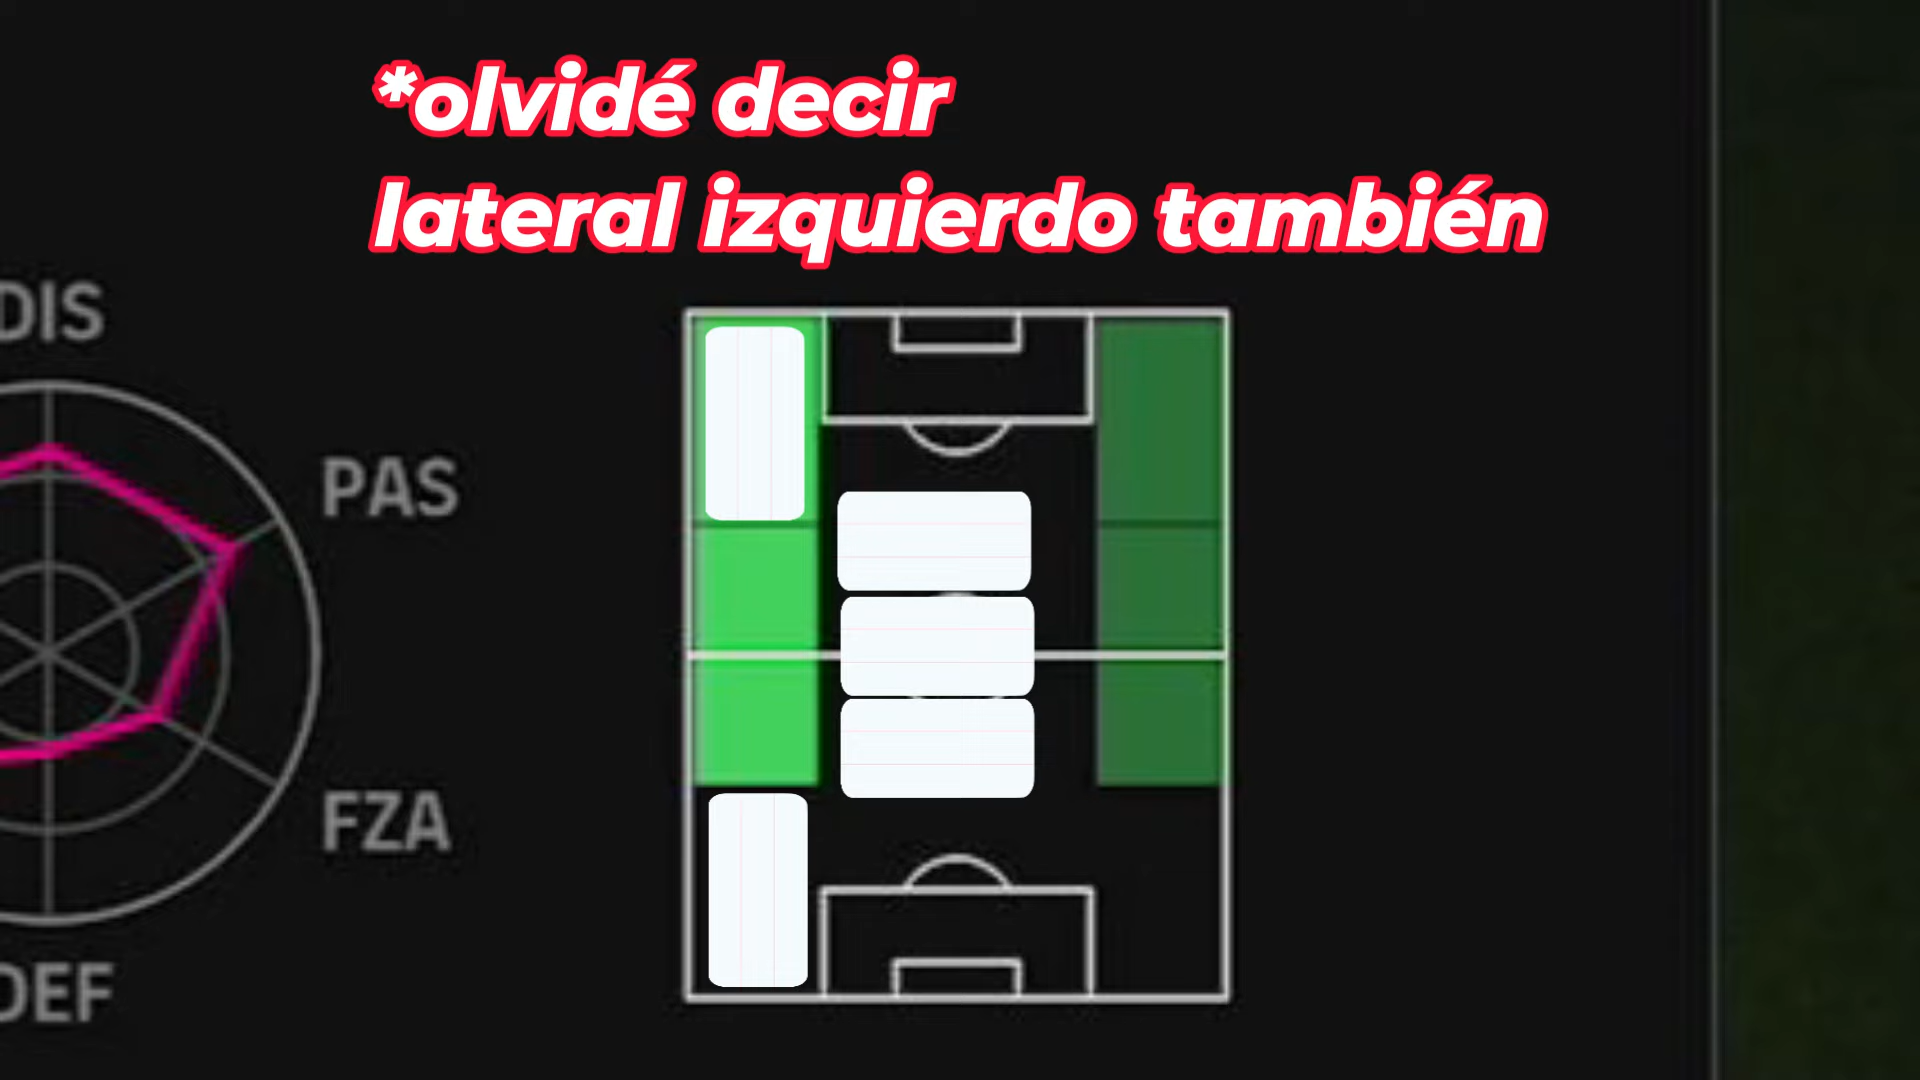 *olvidé decir
lateral izquierdo también
DIS
PAS
FZA
DEF